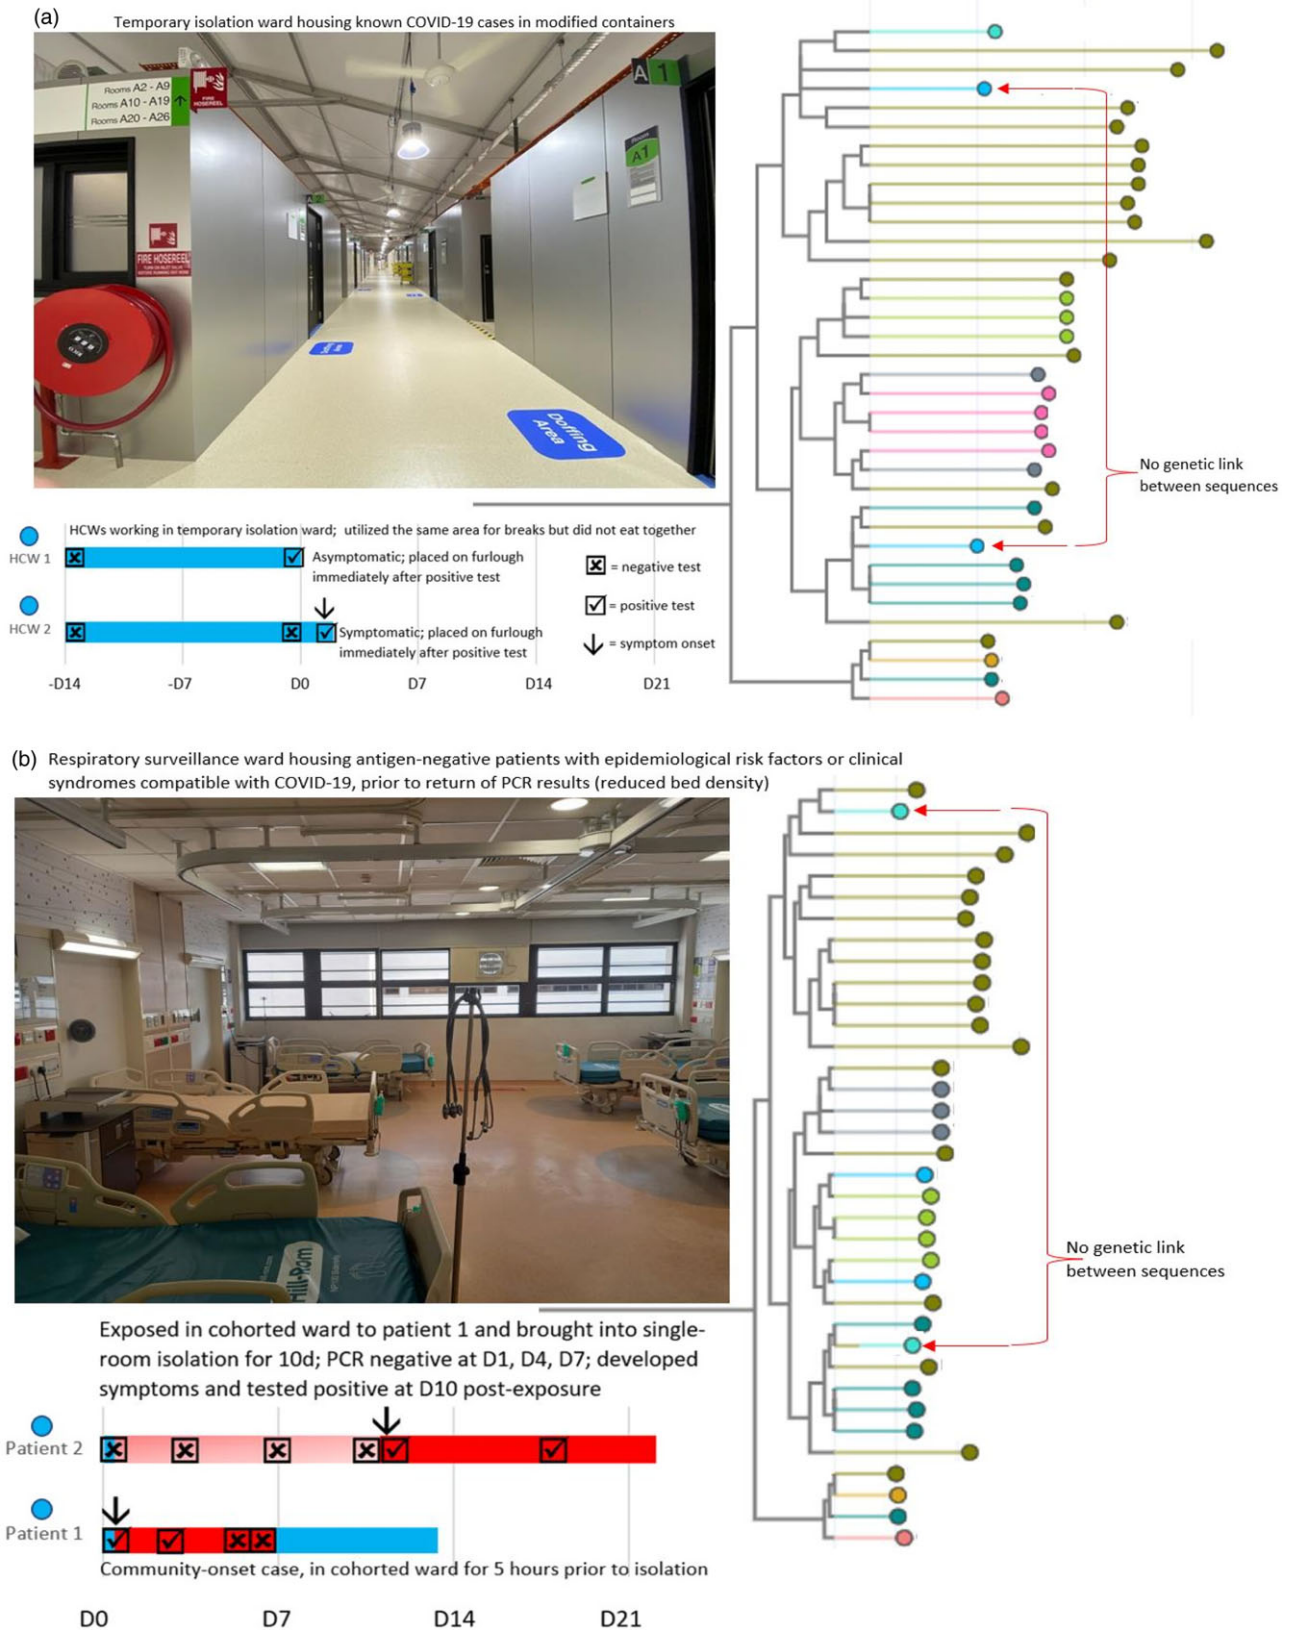 (a)
Temporary isolation ward housing known COVID-19 cases in modified containers
Rooms A2 - A9
Rooms A10 - A19
Rooms A20 - A26
FIRE
HOSEREEL
A 1
Rooms
A1
A 2
FIRE HOSEREEL
Doffing
Area
No genetic link
between sequences
HCWs working in temporary isolation ward; utilized the same area for breaks but did not eat together
HCW 1
Asymptomatic; placed on furlough
immediately after positive test
= negative test
= positive test
HCW 2
Symptomatic; placed on furlough
immediately after positive test
= symptom onset
-D14
-D7
D0
D7
D14
D21
(b)
Respiratory surveillance ward housing antigen-negative patients with epidemiological risk factors or clinical
syndromes compatible with COVID-19, prior to return of PCR results (reduced bed density)
Hill-Rom
No genetic link
between sequences
Exposed in cohorted ward to patient 1 and brought into single-
room isolation for 10d; PCR negative at D1, D4, D7; developed
symptoms and tested positive at D10 post-exposure
Patient 2
Patient 1
Community-onset case, in cohorted ward for 5 hours prior to isolation
D0
D7
D14
D21